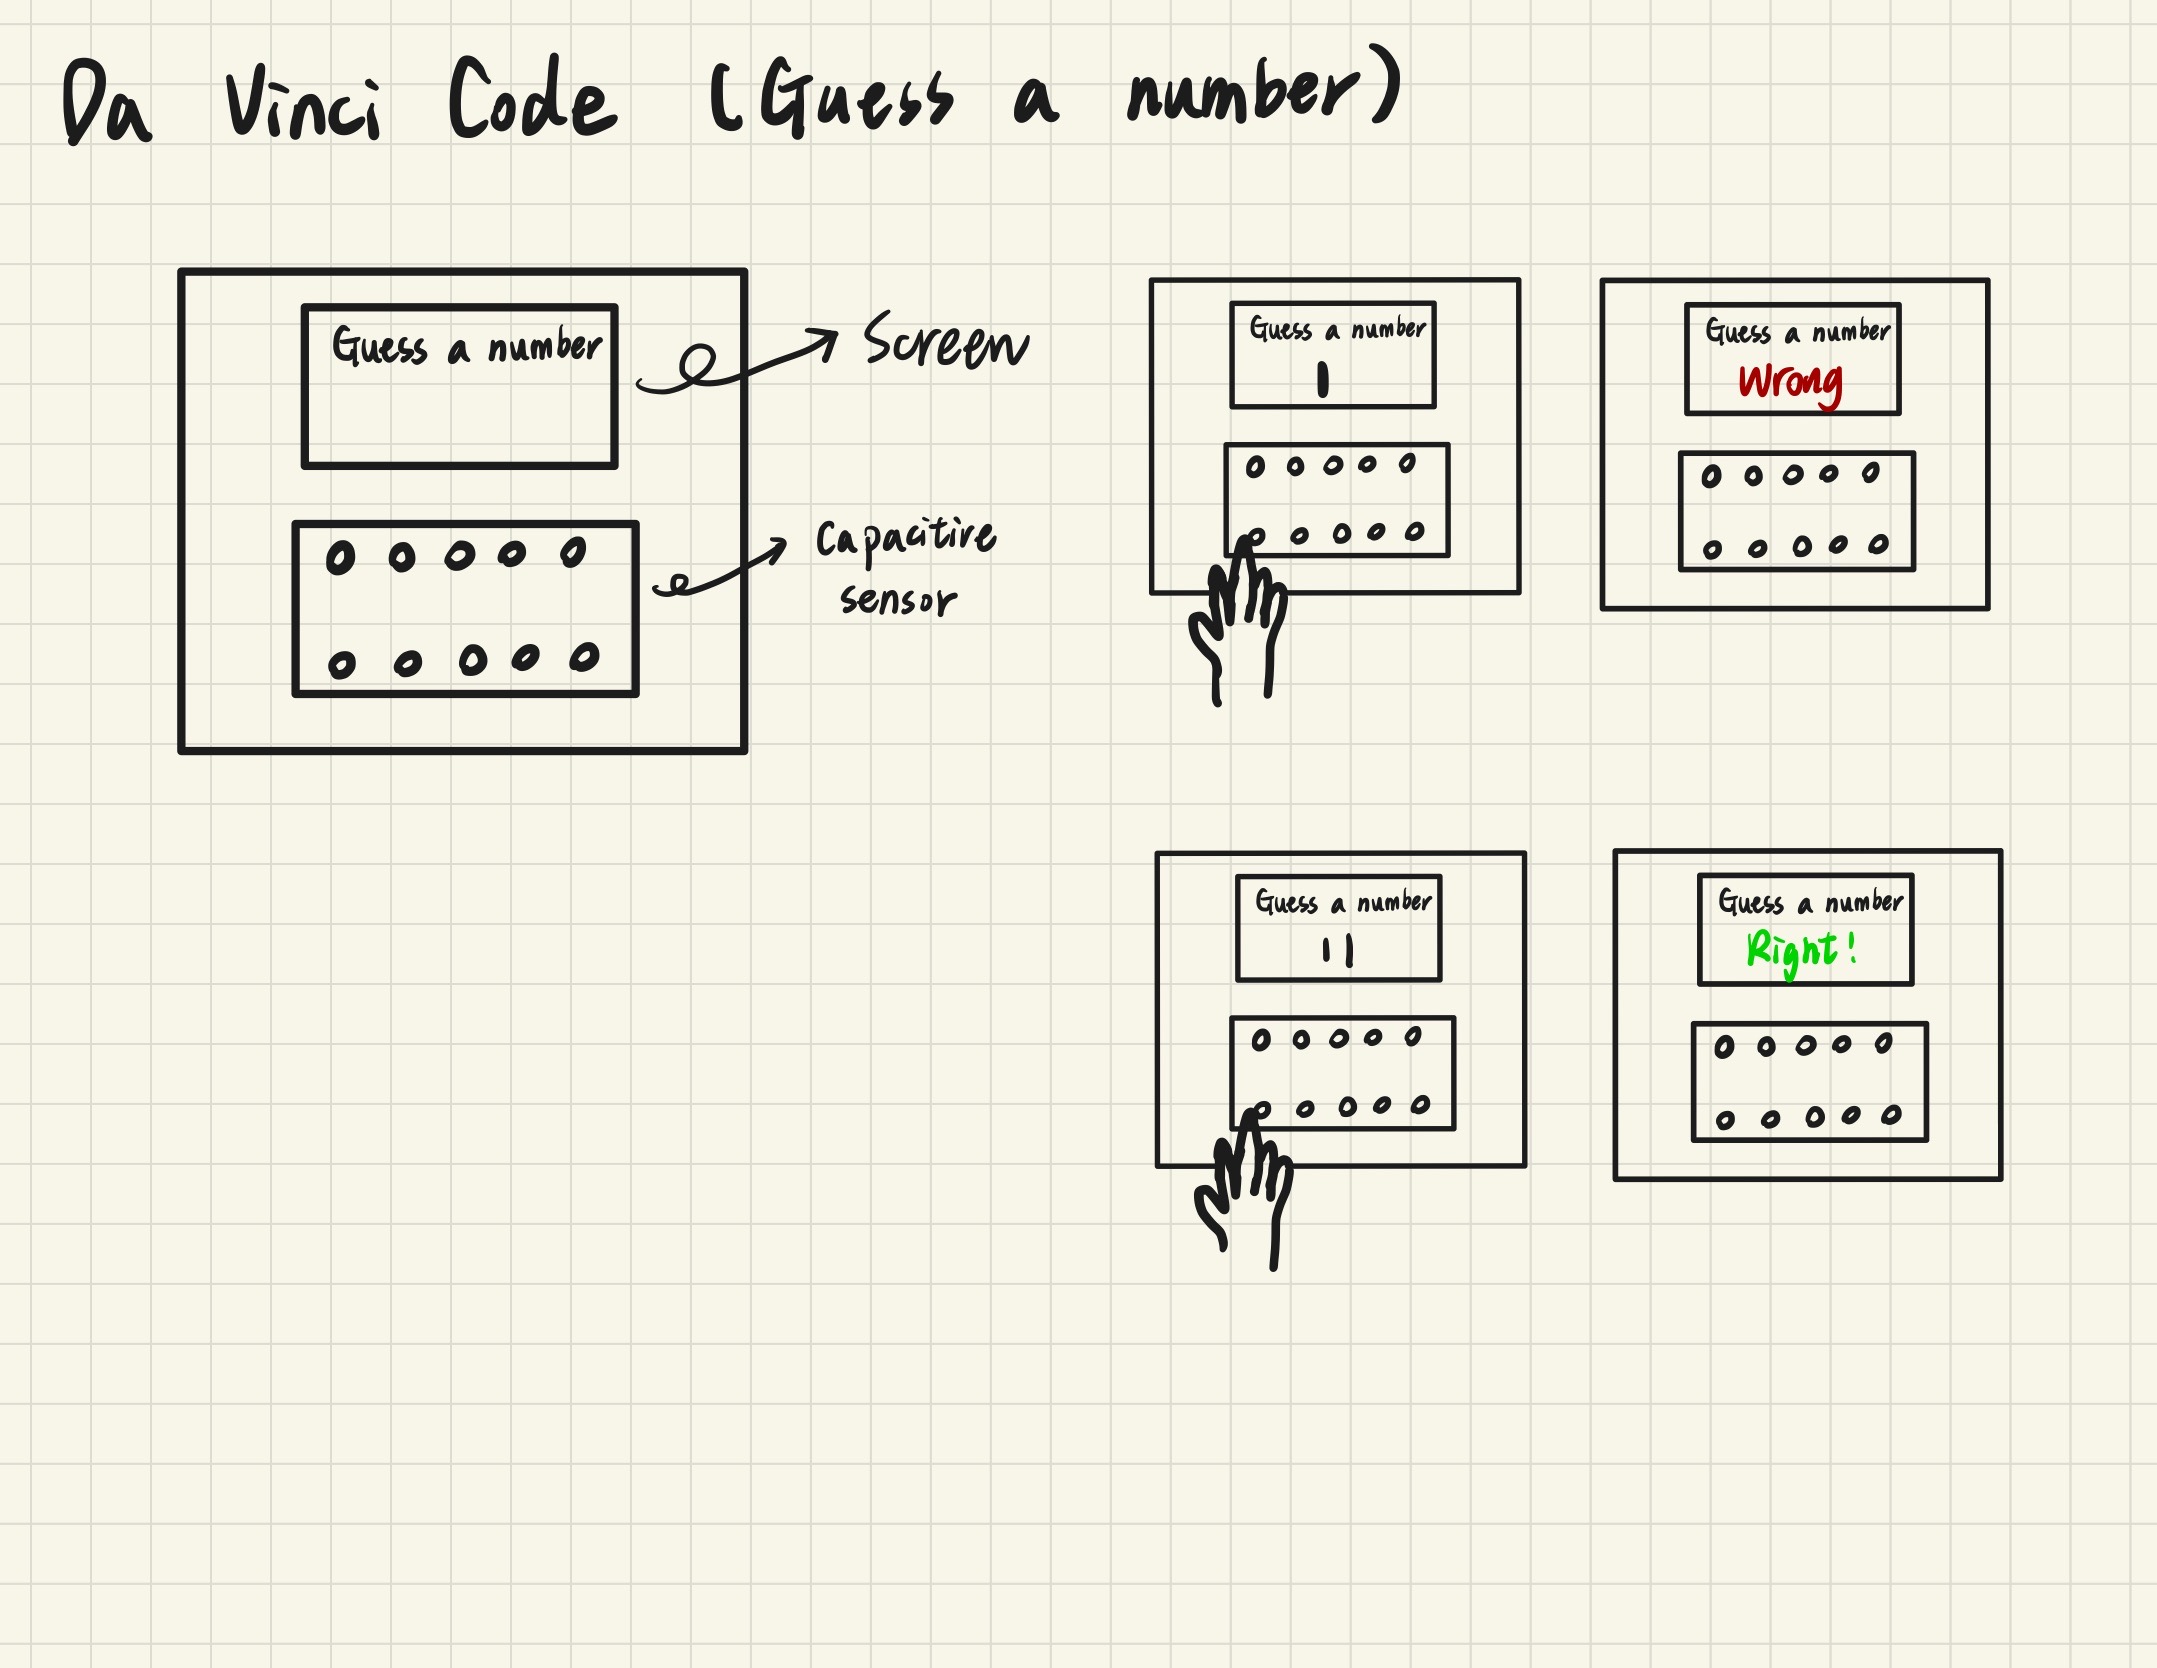 Da Vinci Code (Guess a number)
Guess a number
Screen
Capacitive
sensor
Guess a number
1
Guess a number
Wrong
Guess a number
11
Guess a number
Right!